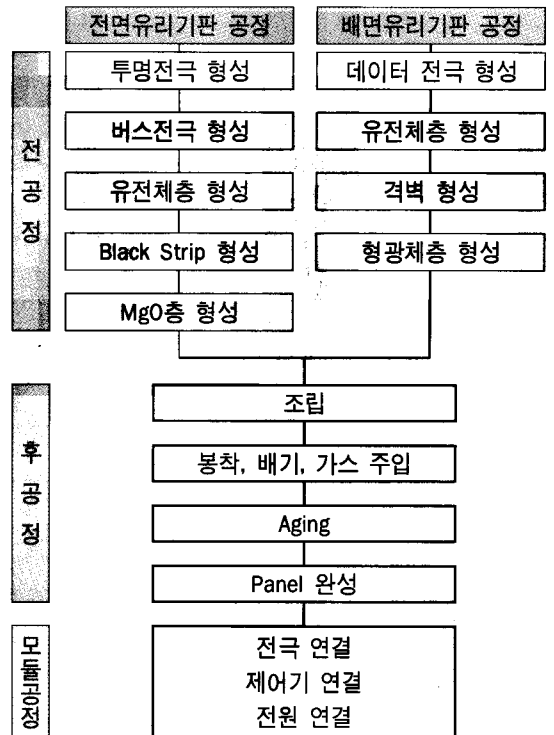 전면유리기판 공정
배면유리기판 공정
전공정
투명전극 형성
버스전극 형성
유전체층 형성
Black Strip 형성
MgO층 형성
데이터 전극 형성
유전체층 형성
격벽 형성
형광체층 형성
후공정
조립
봉착, 배기, 가스 주입
Aging
Panel 완성
모듈공정
전극 연결
제어기 연결
전원 연결